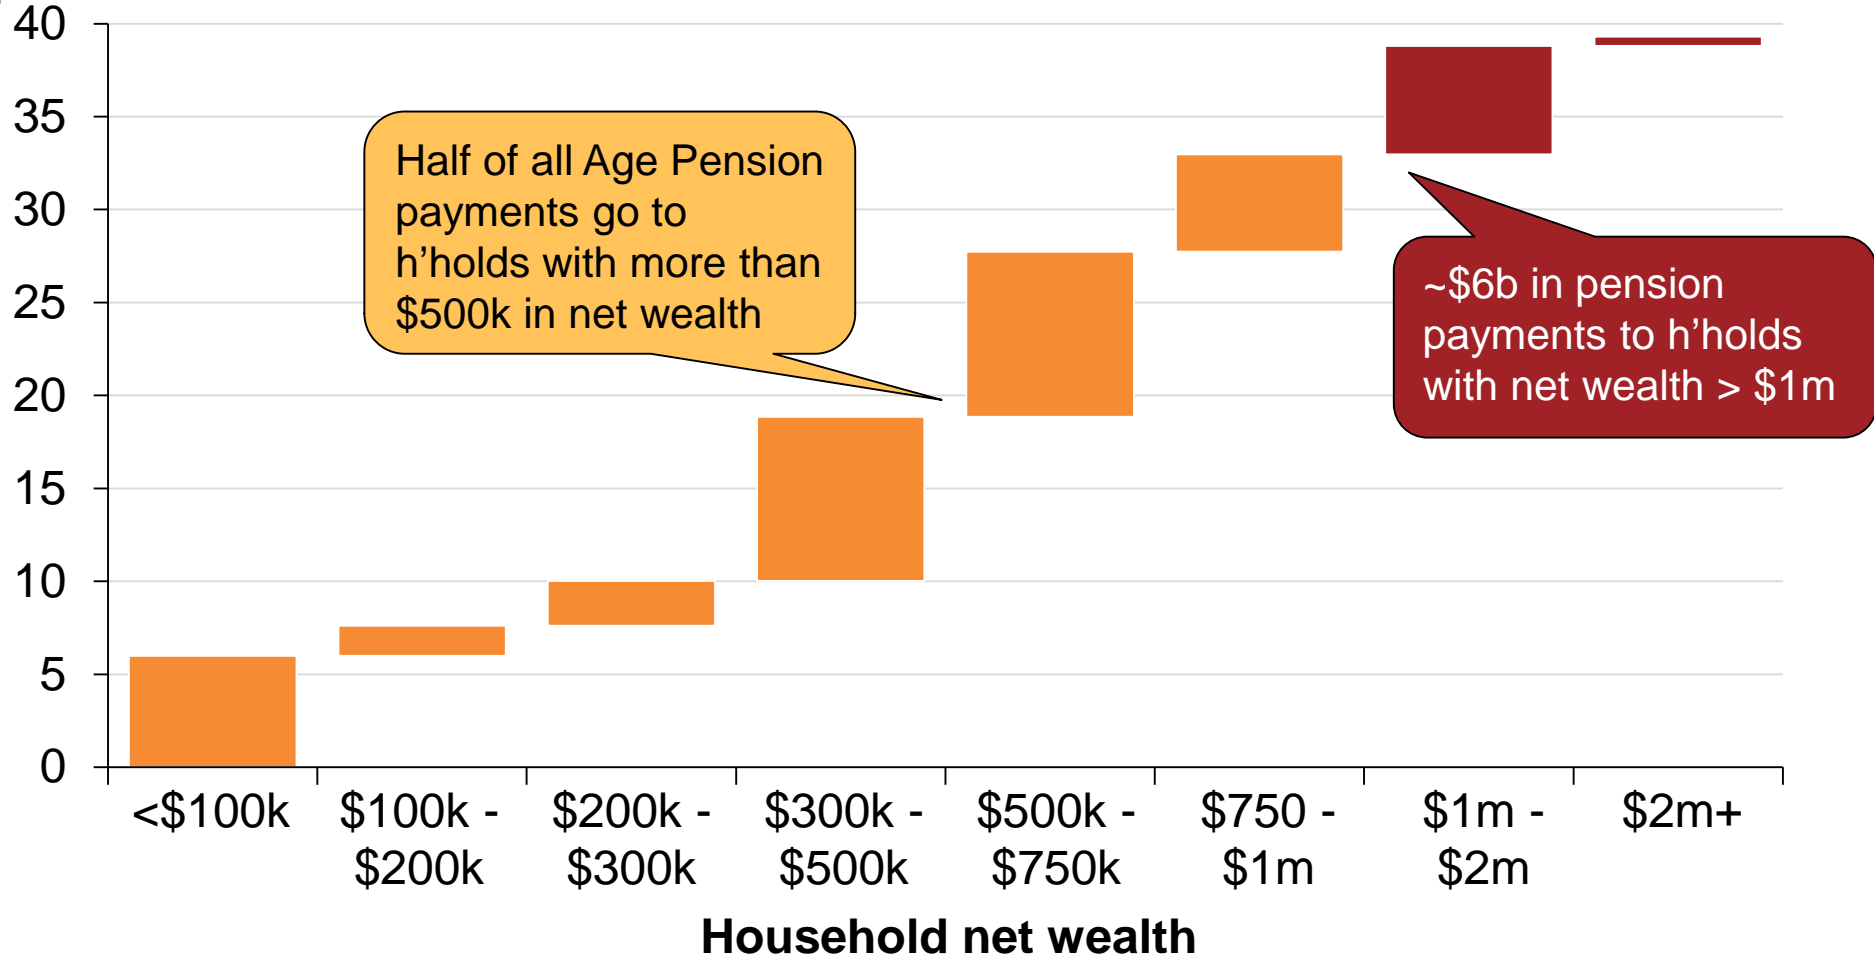 40
35
30
25
20
15
10
5
0
Half of all Age Pension
payments go to
h’holds with more than
$500k in net wealth
~$6b in pension
payments to h’holds
with net wealth > $1m
<$100k
$100k -
$200k
$200k -
$300k
$300k -
$500k
$500k -
$750k
$750 -
$1m
$1m -
$2m
$2m+
Household net wealth